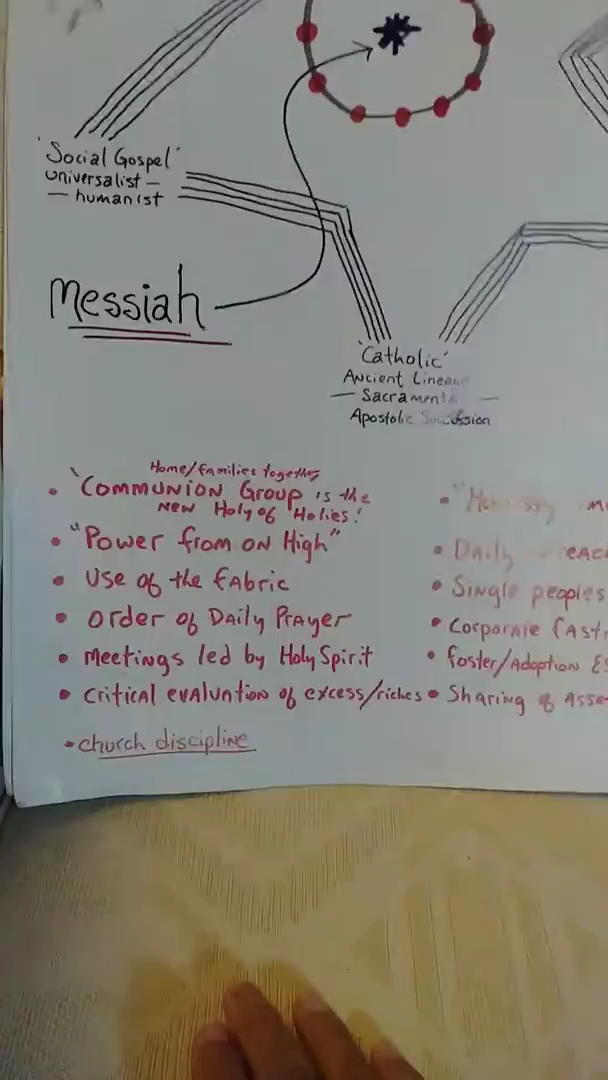 'Social Gospel'
universalist —
— humanist
Messiah
'Catholic'
Ancient Lineage
— Sacramental —
Apostolic Succession
Home/Families together
• "Communion Group is the
New Holy of Holies!
• "Power from on High"
• Use of the Fabric
• Order of Daily Prayer
• Meetings led by Holy Spirit
• Critical evaluation of excess/riches
• church discipline
• Daily
• Single peoples
• Corporate
• Foster/Adoption
• Sharing of